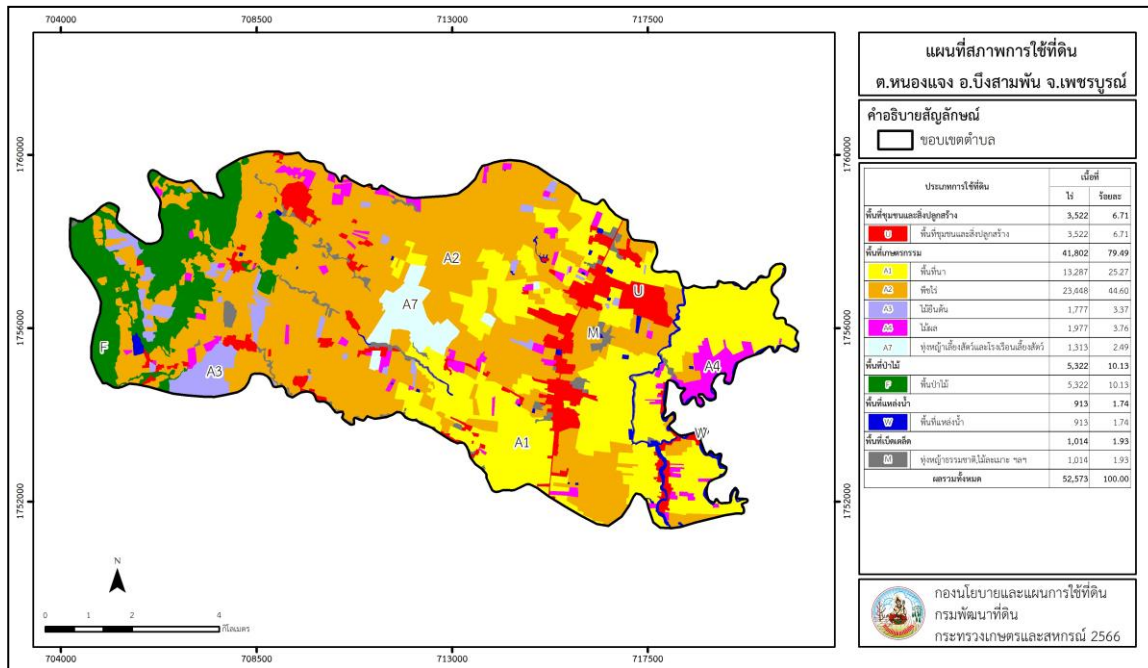 704000 708500 713000 717500
1760000 1760000
1756000 1756000
1752000 1752000
A2
A7
U
M
F
A3
A4
A1
W
N
0 1 2 4
กิโลเมตร
704000 708500 713000 717500
แผนที่สภาพการใช้ที่ดิน
ต.หนองแจง อ.บึงสามพัน จ.เพชรบูรณ์
คำอธิบายสัญลักษณ์
ขอบเขตตำบล
ประเภทการใช้ที่ดิน เนื้อที่
ไร่ ร้อยละ
พื้นที่ชุมชนและสิ่งปลูกสร้าง 3,522 6.71
U พื้นที่ชุมชนและสิ่งปลูกสร้าง 3,522 6.71
พื้นที่เกษตรกรรม 41,802 79.49
A1 พื้นที่นา 13,287 25.27
A2 พืชไร่ 23,448 44.60
A3 ไม้ยืนต้น 1,777 3.37
A4 ไม้ผล 1,977 3.76
A7 ทุ่งหญ้าเลี้ยงสัตว์และโรงเรือนเลี้ยงสัตว์ 1,313 2.49
พื้นที่ป่าไม้ 5,322 10.13
F พื้นที่ป่าไม้ 5,322 10.13
พื้นที่แหล่งน้ำ 913 1.74
W พื้นที่แหล่งน้ำ 913 1.74
พื้นที่เบ็ดเตล็ด 1,014 1.93
M ทุ่งหญ้าธรรมชาติ,ไม้ละเมาะ ฯลฯ 1,014 1.93
ผลรวมทั้งหมด 52,573 100.00
กองนโยบายและแผนการใช้ที่ดิน
กรมพัฒนาที่ดิน
กระทรวงเกษตรและสหกรณ์ 2566